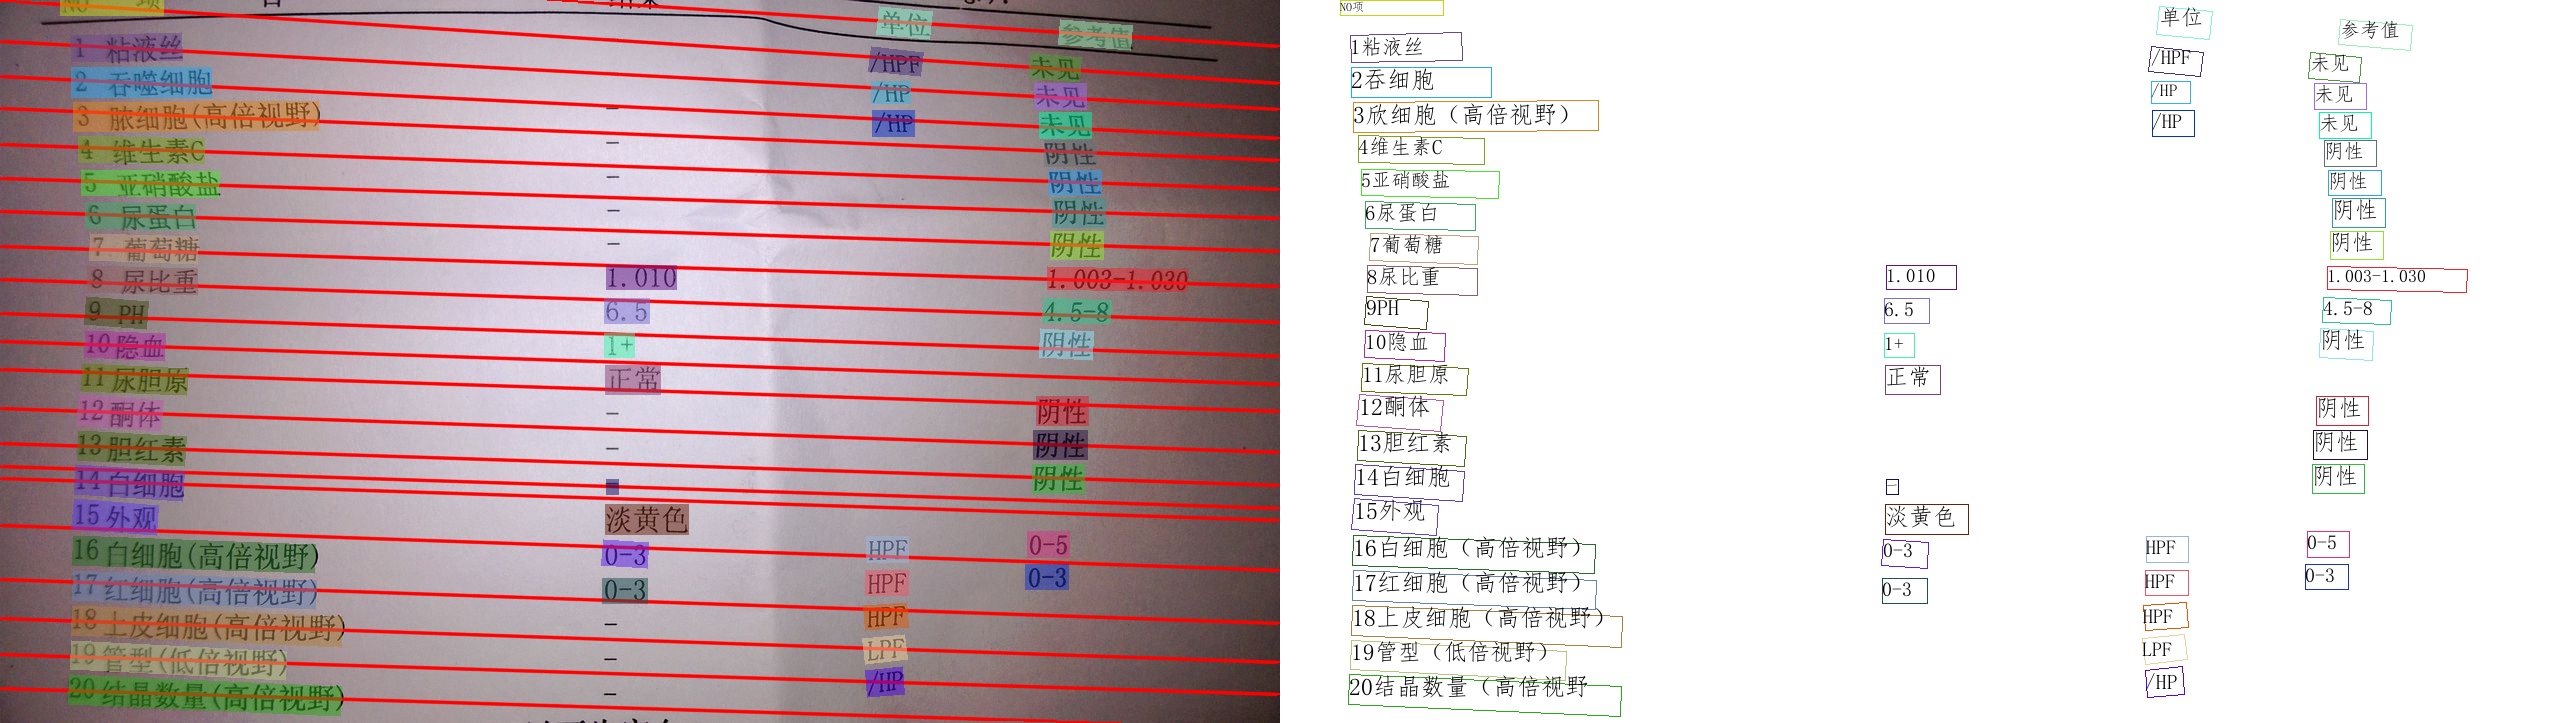 NO 项 目 结果 单位 参考值
1 粘液丝 /HPF 未见
2 吞噬细胞 - /HP 未见
3 脓细胞(高倍视野) - /HP 未见
4 维生素C - 阴性
5 亚硝酸盐 - 阴性
6 尿蛋白 - 阴性
7 葡萄糖 - 阴性
8 尿比重 1.010 1.003-1.030
9 PH 6.5 4.5-8
10 隐血 1+ 阴性
11 尿胆原 正常
12 酮体 - 阴性
13 胆红素 - 阴性
14 白细胞 - 阴性
15 外观 淡黄色
16 白细胞(高倍视野) 0-3 HPF 0-5
17 红细胞(高倍视野) 0-3 HPF 0-3
18 上皮细胞(高倍视野) - HPF
19 管型(低倍视野) - LPF
20 结晶数量(高倍视野) - /HP
NO项 单位 参考值
1粘液丝 /HPF 未见
2吞细胞 /HP 未见
3欣细胞（高倍视野） /HP 未见
4维生素C 阴性
5亚硝酸盐 阴性
6尿蛋白 阴性
7葡萄糖 阴性
8尿比重 1.010 1.003-1.030
9PH 6.5 4.5-8
10隐血 1+ 阴性
11尿胆原 正常
12酮体 阴性
13胆红素 阴性
14白细胞 一 阴性
15外观 淡黄色
16白细胞（高倍视野） 0-3 HPF 0-5
17红细胞（高倍视野） 0-3 HPF 0-3
18上皮细胞（高倍视野） HPF
19管型（低倍视野） LPF
20结晶数量（高倍视野 /HP